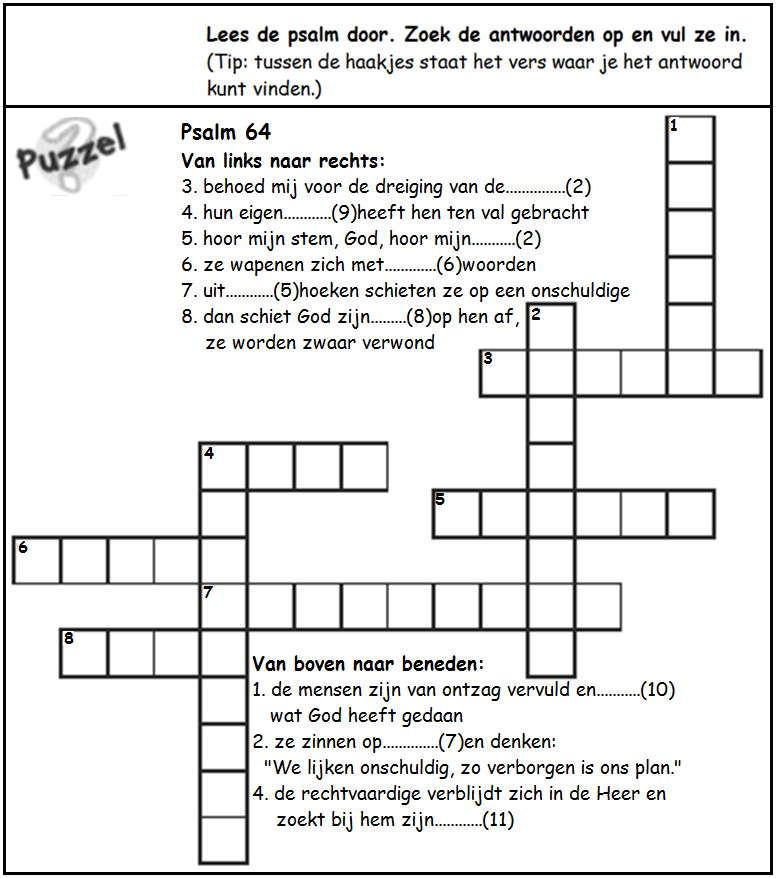 Lees de psalm door. Zoek de antwoorden op en vul ze in.
(Tip: tussen de haakjes staat het vers waar je het antwoord
kunt vinden.)
Puzzel
Psalm 64
Van links naar rechts:
3. behoed mij voor de dreiging van de...............(2)
4. hun eigen............(9)heeft hen ten val gebracht
5. hoor mijn stem, God, hoor mijn...........(2)
6. ze wapenen zich met.............(6)woorden
7. uit............(5)hoeken schieten ze op een onschuldige
8. dan schiet God zijn.........(8)op hen af,
ze worden zwaar verwond
1
2
3
4
5
6
7
8
Van boven naar beneden:
1. de mensen zijn van ontzag vervuld en...........(10)
wat God heeft gedaan
2. ze zinnen op..............(7)en denken:
"We lijken onschuldig, zo verborgen is ons plan."
4. de rechtvaardige verblijdt zich in de Heer en
zoekt bij hem zijn............(11)